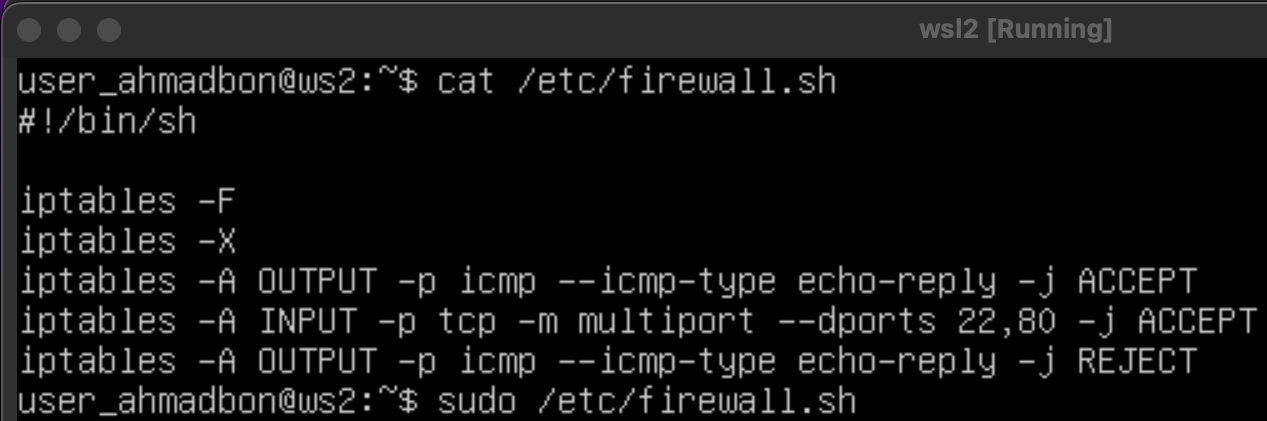 wsl2 [Running]
user_ahmadbon@ws2:~$ cat /etc/firewall.sh
#!/bin/sh
iptables -F
iptables -X
iptables -A OUTPUT -p icmp --icmp-type echo-reply -j ACCEPT
iptables -A INPUT -p tcp -m multiport --dports 22,80 -j ACCEPT
iptables -A OUTPUT -p icmp --icmp-type echo-reply -j REJECT
user_ahmadbon@ws2:~$ sudo /etc/firewall.sh